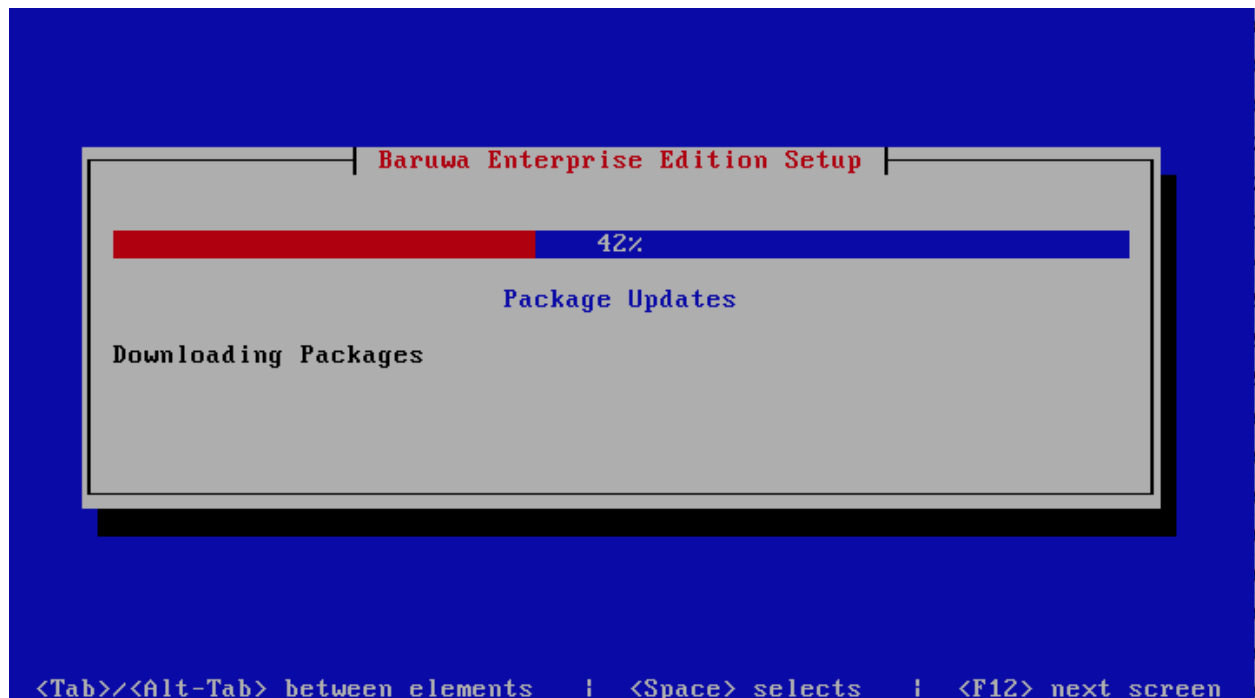 Baruwa Enterprise Edition Setup
42%
Package Updates
Downloading Packages
<Tab>/<Alt-Tab> between elements | <Space> selects | <F12> next screen